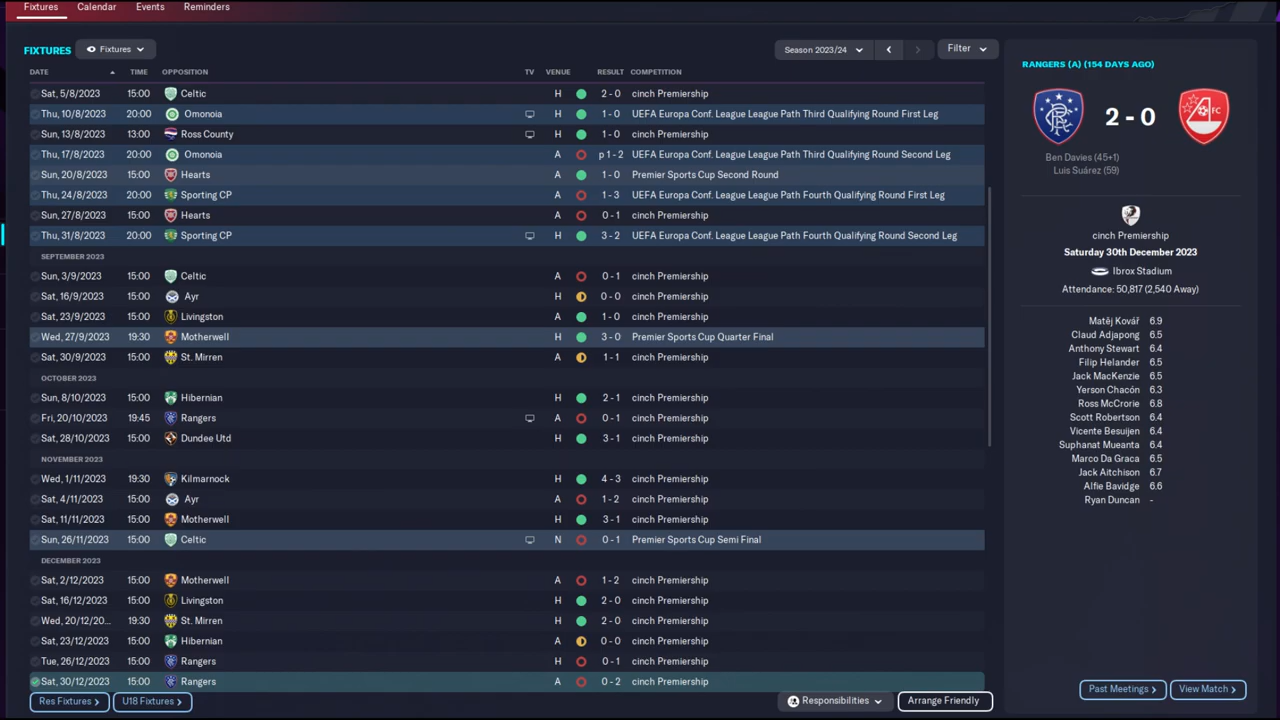 Fixtures Calendar Events Reminders
FIXTURES Fixtures Season 2023/24 Filter
DATE TIME OPPOSITION TV VENUE RESULT COMPETITION
Sat, 5/8/2023 15:00 Celtic H 2 - 0 cinch Premiership
Thu, 10/8/2023 20:00 Omonoia H 1 - 0 UEFA Europa Conf. League League Path Third Qualifying Round First Leg
Sun, 13/8/2023 13:00 Ross County H 1 - 0 cinch Premiership
Thu, 17/8/2023 20:00 Omonoia A p 1 - 2 UEFA Europa Conf. League League Path Third Qualifying Round Second Leg
Sun, 20/8/2023 15:00 Hearts A 1 - 0 Premier Sports Cup Second Round
Thu, 24/8/2023 20:00 Sporting CP A 1 - 3 UEFA Europa Conf. League League Path Fourth Qualifying Round First Leg
Sun, 27/8/2023 15:00 Hearts A 0 - 1 cinch Premiership
Thu, 31/8/2023 20:00 Sporting CP H 3 - 2 UEFA Europa Conf. League League Path Fourth Qualifying Round Second Leg
SEPTEMBER 2023
Sun, 3/9/2023 15:00 Celtic A 0 - 1 cinch Premiership
Sat, 16/9/2023 15:00 Ayr H 0 - 0 cinch Premiership
Sat, 23/9/2023 15:00 Livingston A 1 - 0 cinch Premiership
Wed, 27/9/2023 19:30 Motherwell H 3 - 0 Premier Sports Cup Quarter Final
Sat, 30/9/2023 15:00 St. Mirren A 1 - 1 cinch Premiership
OCTOBER 2023
Sun, 8/10/2023 15:00 Hibernian H 2 - 1 cinch Premiership
Fri, 20/10/2023 19:45 Rangers A 0 - 1 cinch Premiership
Sat, 28/10/2023 15:00 Dundee Utd H 3 - 1 cinch Premiership
NOVEMBER 2023
Wed, 1/11/2023 19:30 Kilmarnock H 4 - 3 cinch Premiership
Sat, 4/11/2023 15:00 Ayr A 1 - 2 cinch Premiership
Sat, 11/11/2023 15:00 Motherwell H 3 - 1 cinch Premiership
Sun, 26/11/2023 15:00 Celtic N 0 - 1 Premier Sports Cup Semi Final
DECEMBER 2023
Sat, 2/12/2023 15:00 Motherwell A 1 - 2 cinch Premiership
Sat, 16/12/2023 15:00 Livingston H 2 - 0 cinch Premiership
Wed, 20/12/20... 19:30 St. Mirren H 2 - 0 cinch Premiership
Sat, 23/12/2023 15:00 Hibernian A 0 - 0 cinch Premiership
Tue, 26/12/2023 15:00 Rangers H 0 - 1 cinch Premiership
Sat, 30/12/2023 15:00 Rangers A 0 - 2 cinch Premiership
Res Fixtures U18 Fixtures Responsibilities Arrange Friendly
RANGERS (A) (154 DAYS AGO)
2 - 0
AFC
Ben Davies (45+1)
Luis Suárez (59)
cinch Premiership
Saturday 30th December 2023
Ibrox Stadium
Attendance: 50,817 (2,540 Away)
Matěj Kovář 6.9
Claud Adjapong 6.5
Anthony Stewart 6.4
Filip Helander 6.5
Jack MacKenzie 6.5
Yerson Chacón 6.3
Ross McCrorie 6.8
Scott Robertson 6.4
Vicente Besuijen 6.4
Suphanat Mueanta 6.4
Marco Da Graca 6.5
Jack Aitchison 6.7
Alfie Bavidge 6.6
Ryan Duncan -
Past Meetings View Match